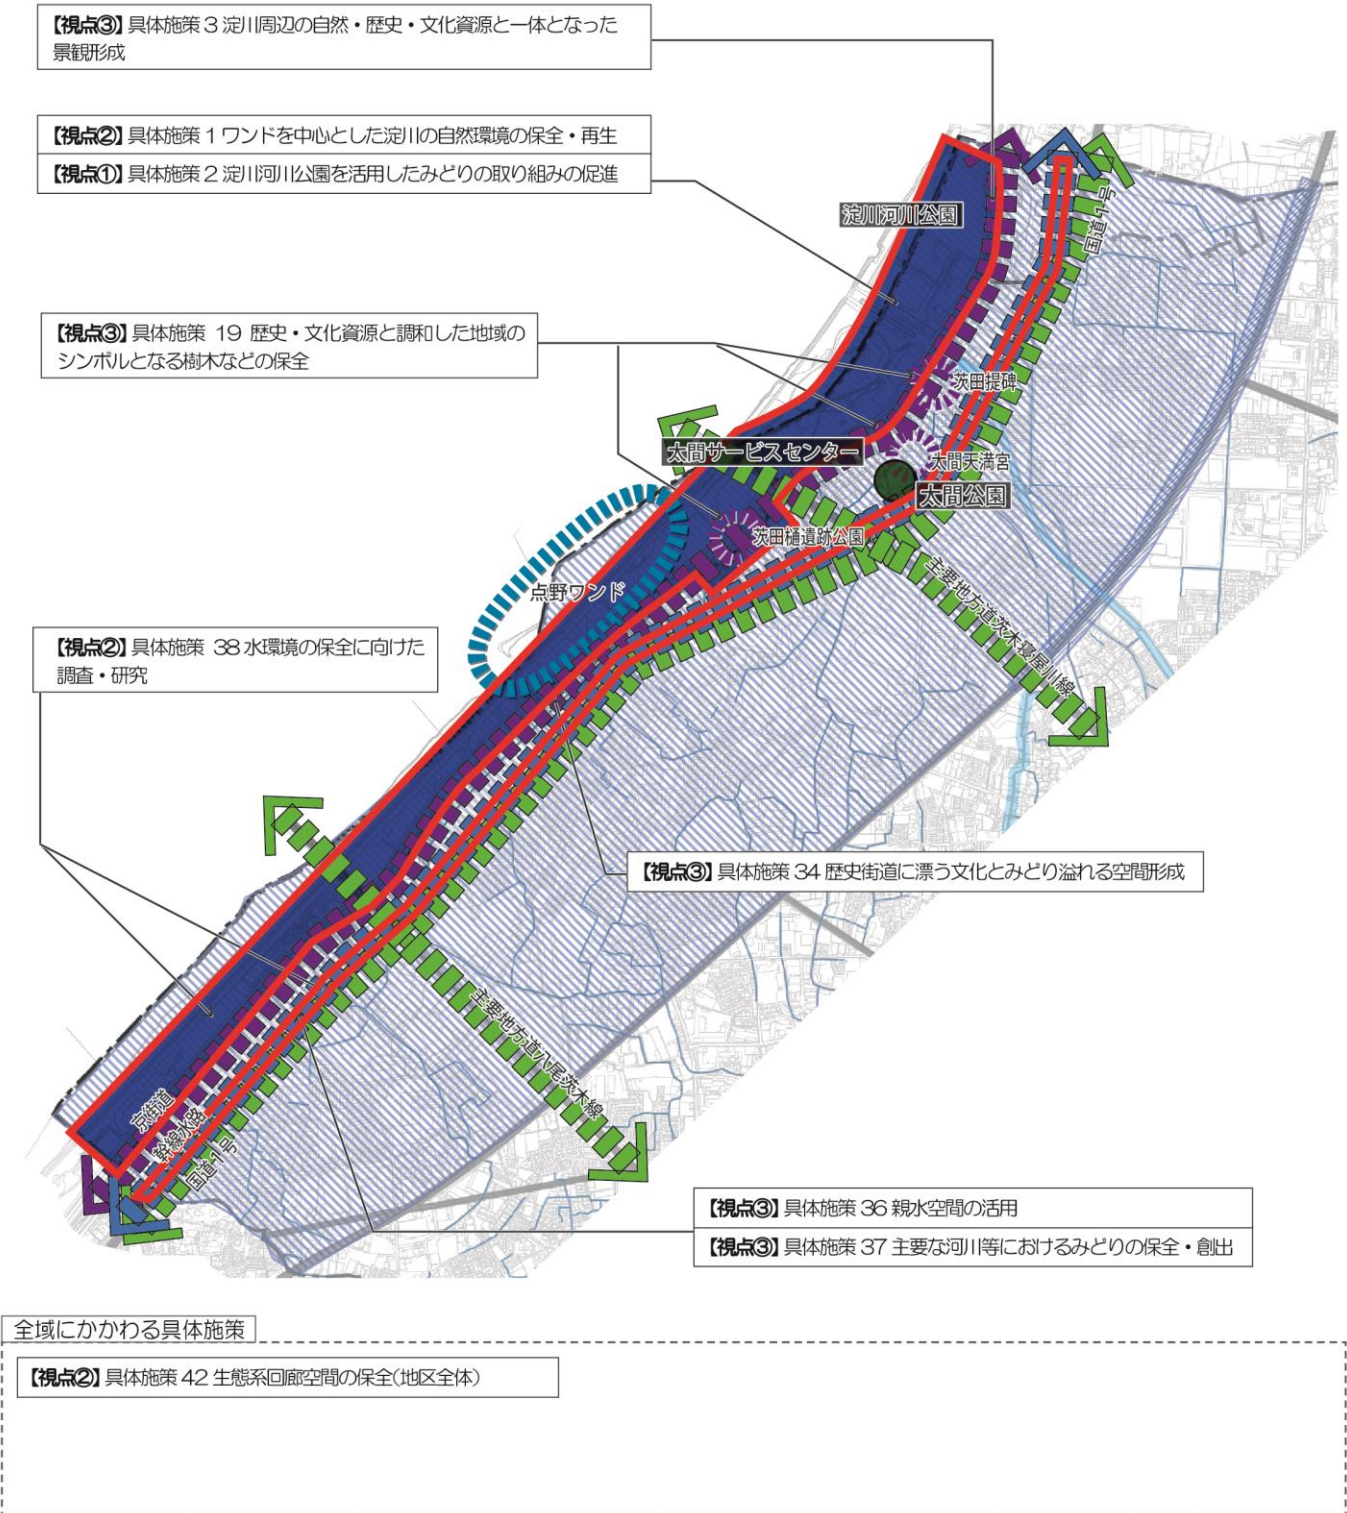 【視点③】具体施策 3 淀川周辺の自然・歴史・文化資源と一体となった
景観形成
【視点②】具体施策 1 ワンドを中心とした淀川の自然環境の保全・再生
【視点①】具体施策 2 淀川河川公園を活用したみどりの取り組みの促進
淀川河川公園
国道1号
【視点③】具体施策 19 歴史・文化資源と調和した地域の
シンボルとなる樹木などの保全
茨田提碑
太間サービスセンター
太間天満宮
太間公園
茨田樋遺跡公園
主要地方道茨木寝屋川線
点野ワンド
【視点②】具体施策 38 水環境の保全に向けた
調査・研究
【視点③】具体施策 34 歴史街道に漂う文化とみどり溢れる空間形成
主要地方道八尾茨木線
京街道
幹線水路
国道1号
【視点③】具体施策 36 親水空間の活用
【視点③】具体施策 37 主要な河川等におけるみどりの保全・創出
全域にかかわる具体施策
【視点②】具体施策 42 生態系回廊空間の保全(地区全体)